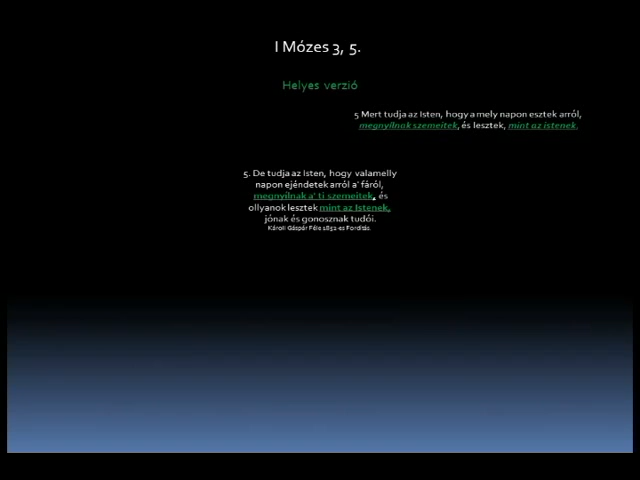 I Mózes 3, 5.
Helyes verzió
5 Mert tudja az Isten, hogy a mely napon esztek arról,
megnyílnak szemeitek, és lesztek, mint az istenek.
5. De tudja az Isten, hogy valamelly
napon ejéndetek arról a' fáról,
megnyílnak a' ti szemeitek, és
ollyanok lesztek mint az Istenek,
jónak és gonosznak tudói.
Károli Gáspár Féle 1852-es Fordítás.